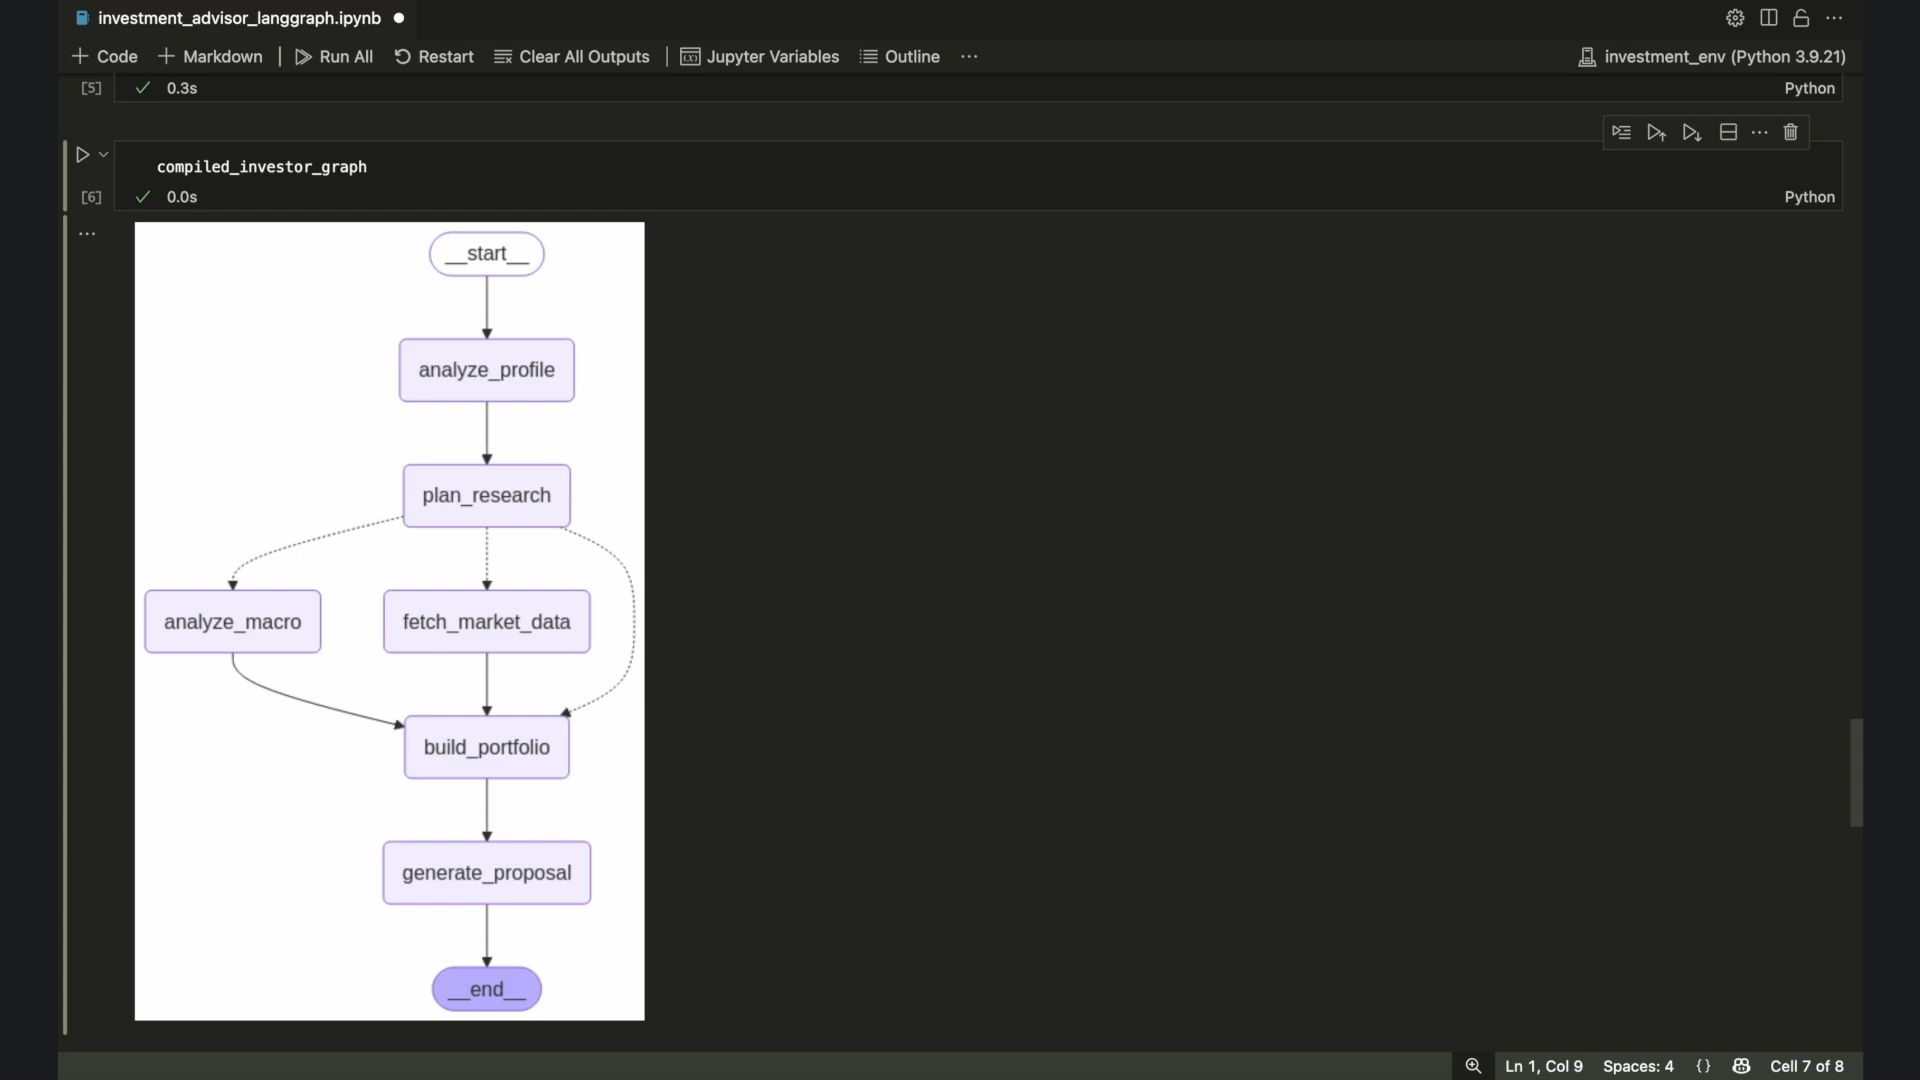 investment_advisor_langgraph.ipynb
Code Markdown Run All Restart Clear All Outputs Jupyter Variables Outline ... investment_env (Python 3.9.21)
[5] 0.3s Python
compiled_investor_graph
[6] 0.0s Python
__start__
analyze_profile
plan_research
analyze_macro fetch_market_data
build_portfolio
generate_proposal
__end__
Ln 1, Col 9 Spaces: 4 {} Cell 7 of 8